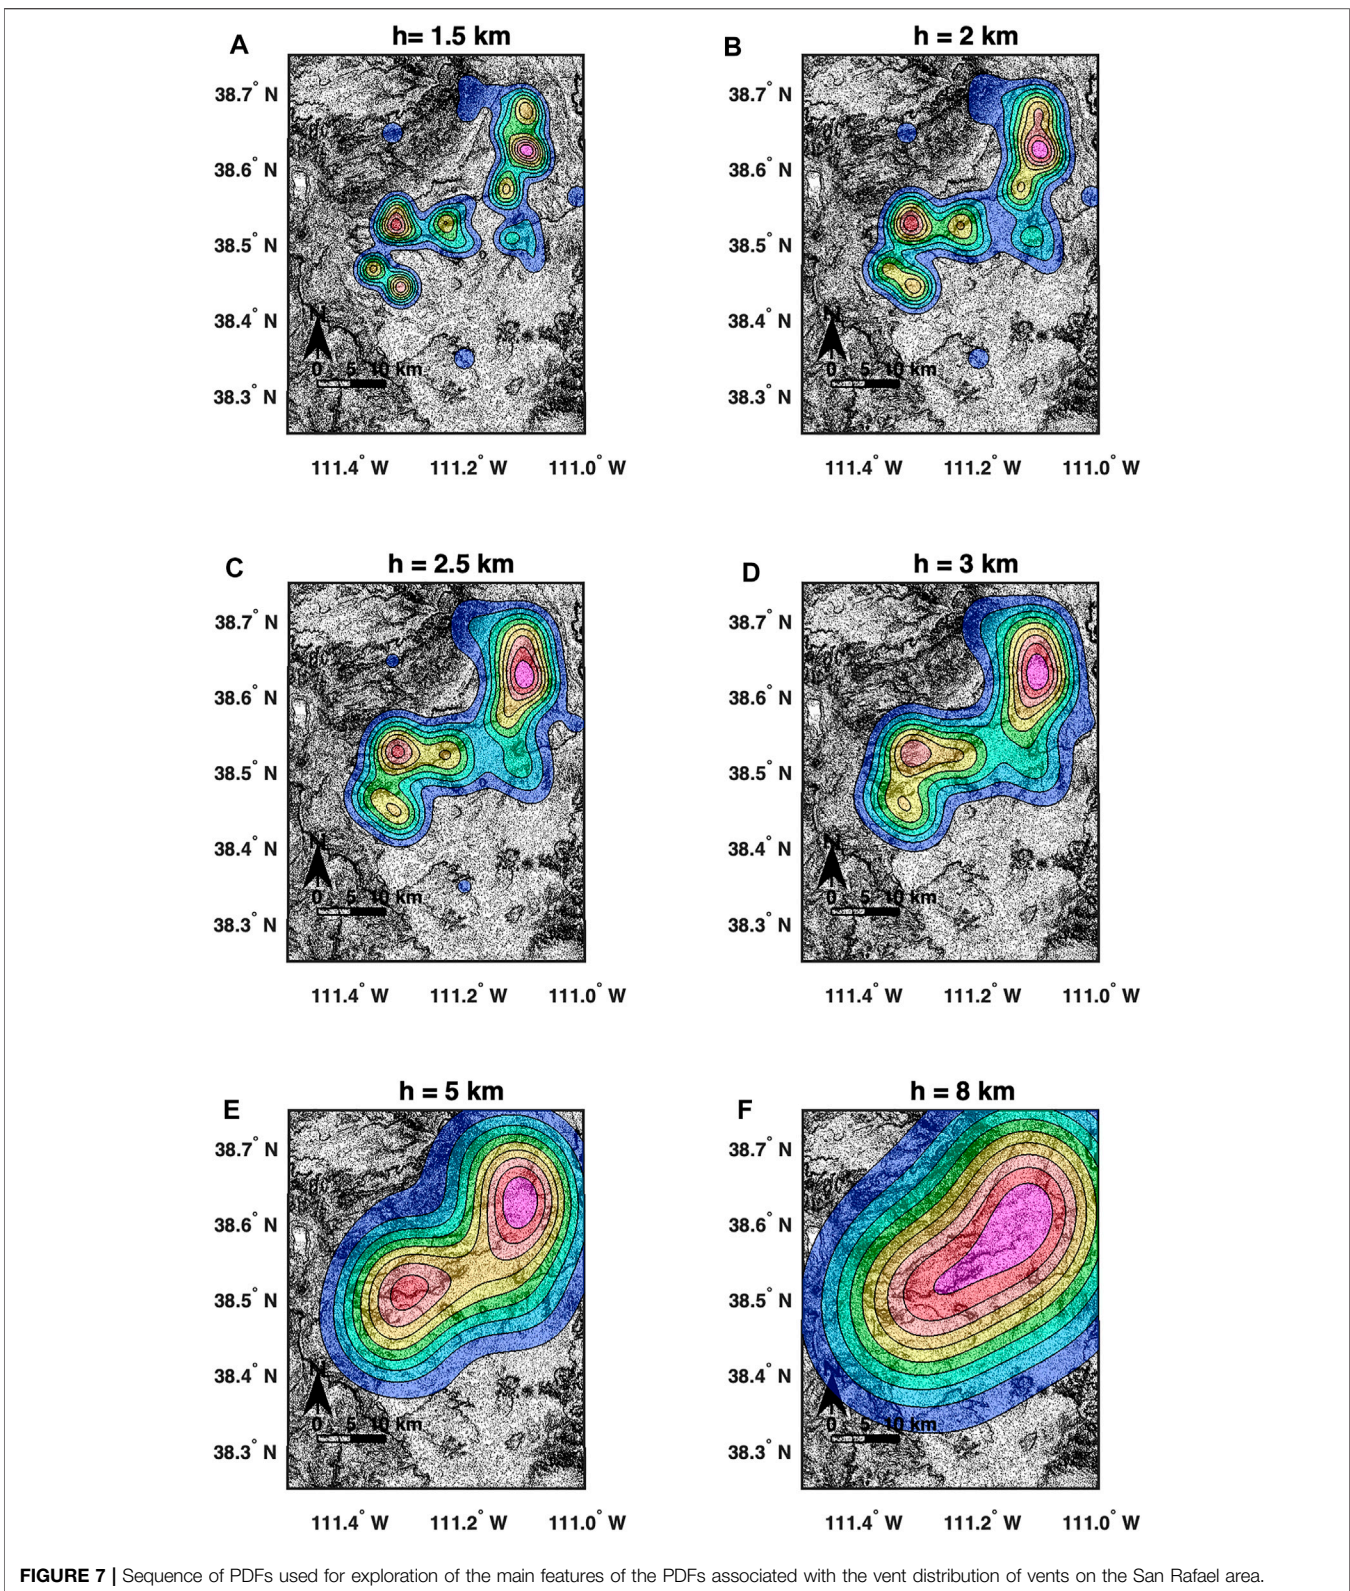 A
h= 1.5 km
38.7° N
38.6° N
38.5° N
38.4° N
38.3° N
N
0 5 10 km
111.4° W 111.2° W 111.0° W
B
h = 2 km
38.7° N
38.6° N
38.5° N
38.4° N
38.3° N
N
0 5 10 km
111.4° W 111.2° W 111.0° W
C
h = 2.5 km
38.7° N
38.6° N
38.5° N
38.4° N
38.3° N
N
0 5 10 km
111.4° W 111.2° W 111.0° W
D
h = 3 km
38.7° N
38.6° N
38.5° N
38.4° N
38.3° N
N
0 5 10 km
111.4° W 111.2° W 111.0° W
E
h = 5 km
38.7° N
38.6° N
38.5° N
38.4° N
38.3° N
N
0 5 10 km
111.4° W 111.2° W 111.0° W
F
h = 8 km
38.7° N
38.6° N
38.5° N
38.4° N
38.3° N
N
0 5 10 km
111.4° W 111.2° W 111.0° W
FIGURE 7 | Sequence of PDFs used for exploration of the main features of the PDFs associated with the vent distribution of vents on the San Rafael area.